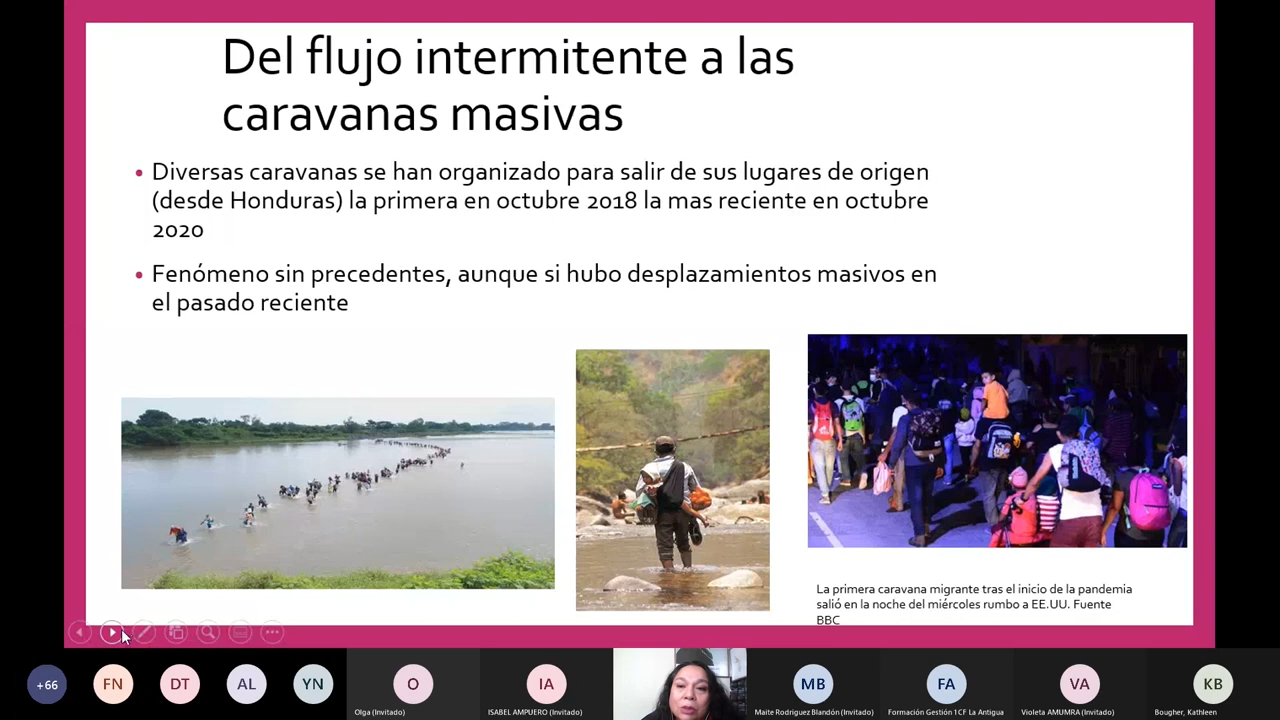 Del flujo intermitente a las
caravanas masivas
• Diversas caravanas se han organizado para salir de sus lugares de origen
(desde Honduras) la primera en octubre 2018 la mas reciente en octubre
2020
• Fenómeno sin precedentes, aunque si hubo desplazamientos masivos en
el pasado reciente
La primera caravana migrante tras el inicio de la pandemia
salió en la noche del miércoles rumbo a EE.UU. Fuente
BBC
+66
FN
DT
AL
YN
O
IA
MB
FA
VA
KB
Olga (Invitado)
ISABEL AMPUERO (Invitado)
Maite Rodriguez Blandón (Invitado)
Formación Gestión 1CF La Antigua
Violeta AMUMRA (Invitado)
Bougher, Kathleen